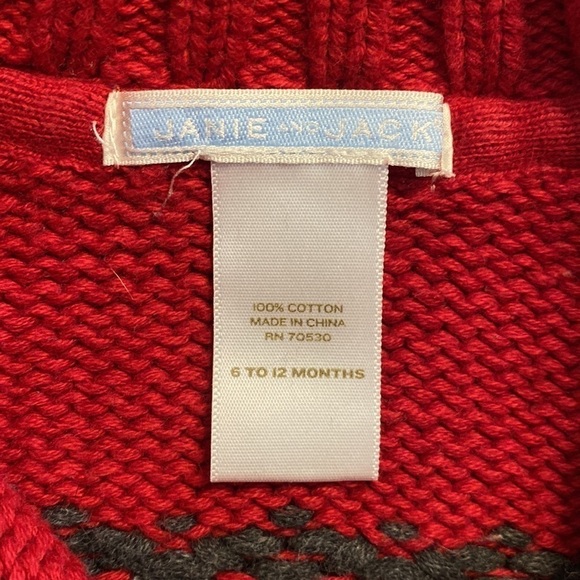 JANIE AND JACK
100% COTTON
MADE IN CHINA
RN 70530
6 TO 12 MONTHS